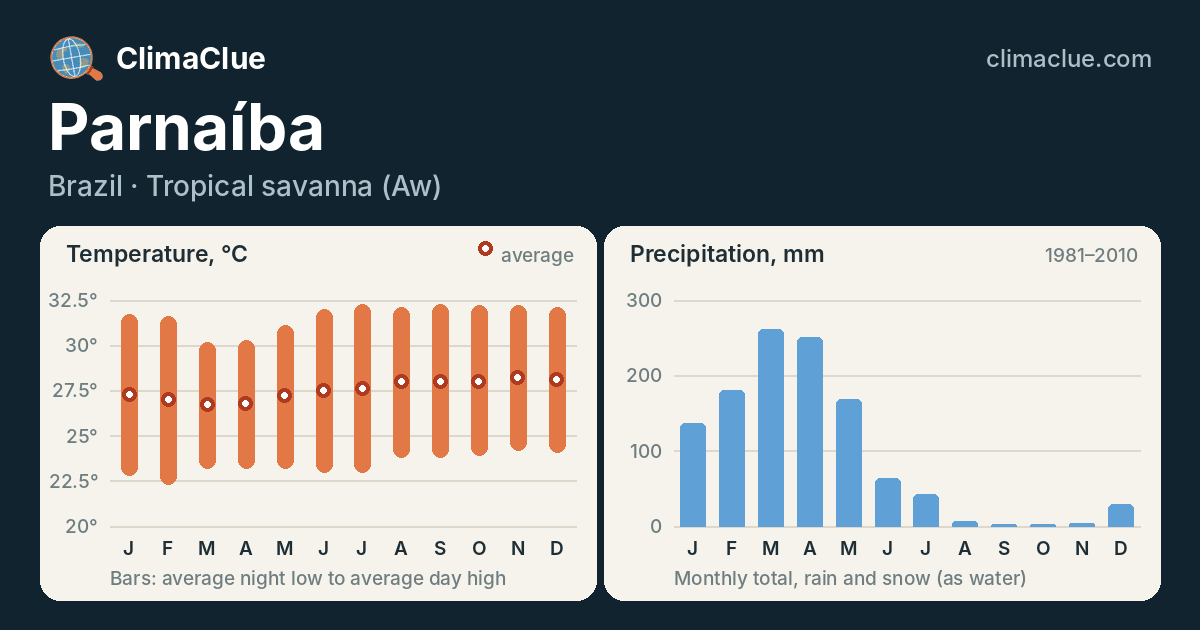 ClimaClue
climaclue.com
Parnaíba
Brazil · Tropical savanna (Aw)
Temperature, °C
average
32.5°
30°
27.5°
25°
22.5°
20°
J F M A M J J A S O N D
Bars: average night low to average day high
Precipitation, mm
1981–2010
300
200
100
0
J F M A M J J A S O N D
Monthly total, rain and snow (as water)